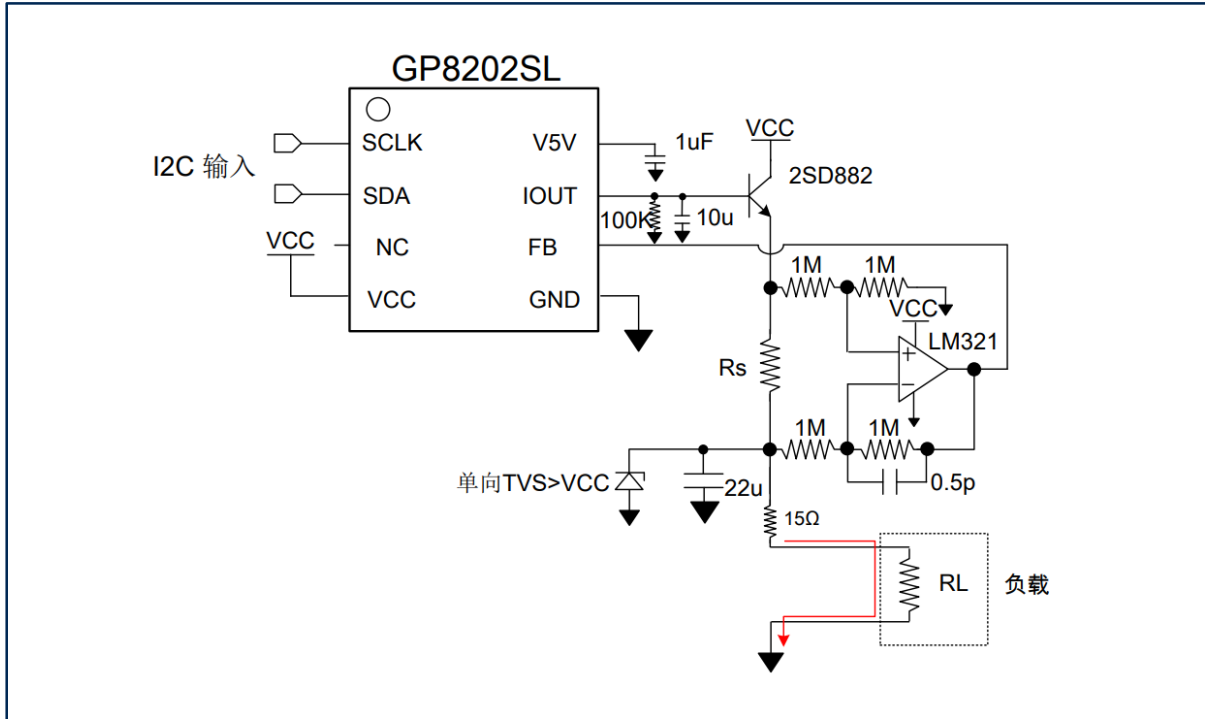 GP8202SL
I2C 输入
SCLK
SDA
NC
VCC
VCC
V5V
IOUT
FB
GND
1uF
VCC
2SD882
100K
10u
1M
1M
VCC
LM321
Rs
1M
1M
0.5p
单向TVS>VCC
22u
15Ω
RL
负载